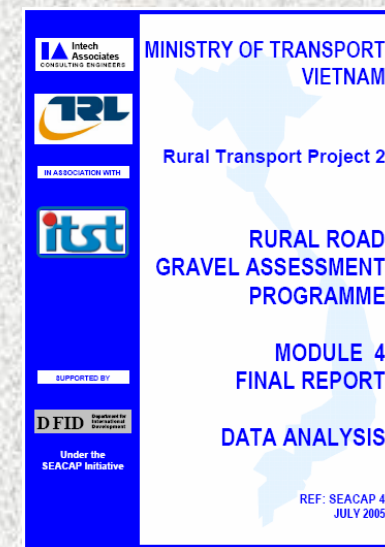 Intech
Associates
CONSULTING ENGINEERS
TRL
IN ASSOCIATION WITH
itst
SUPPORTED BY
DFID
Department for
International
Development
Under the
SEACAP Initiative
MINISTRY OF TRANSPORT
VIETNAM
Rural Transport Project 2
RURAL ROAD
GRAVEL ASSESSMENT
PROGRAMME
MODULE 4
FINAL REPORT
DATA ANALYSIS
REF: SEACAP 4
JULY 2005